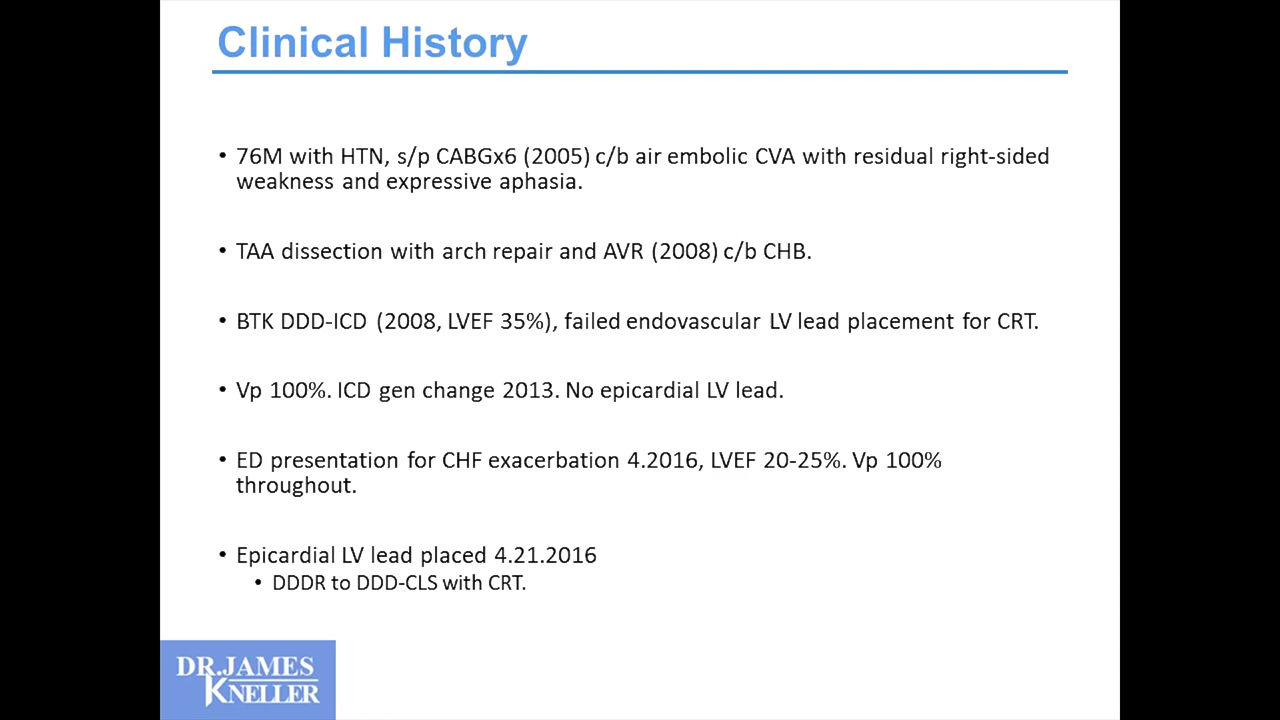 Clinical History
• 76M with HTN, s/p CABGx6 (2005) c/b air embolic CVA with residual right-sided
weakness and expressive aphasia.
• TAA dissection with arch repair and AVR (2008) c/b CHB.
• BTK DDD-ICD (2008, LVEF 35%), failed endovascular LV lead placement for CRT.
• Vp 100%. ICD gen change 2013. No epicardial LV lead.
• ED presentation for CHF exacerbation 4.2016, LVEF 20-25%. Vp 100%
throughout.
• Epicardial LV lead placed 4.21.2016
• DDDR to DDD-CLS with CRT.
DR.JAMES
KNELLER